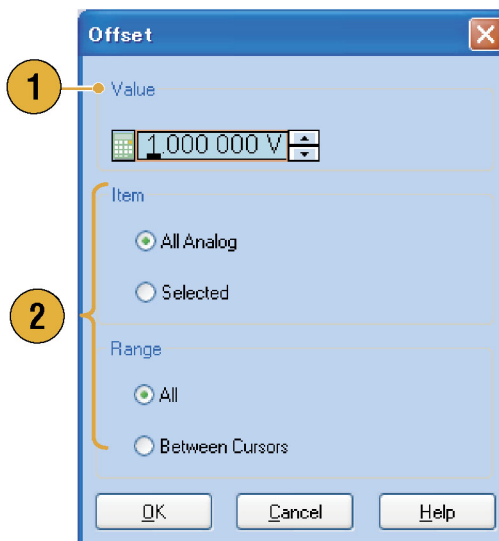 Offset
1
Value
1.000 000 V
Item
All Analog
Selected
2
Range
All
Between Cursors
OK Cancel Help